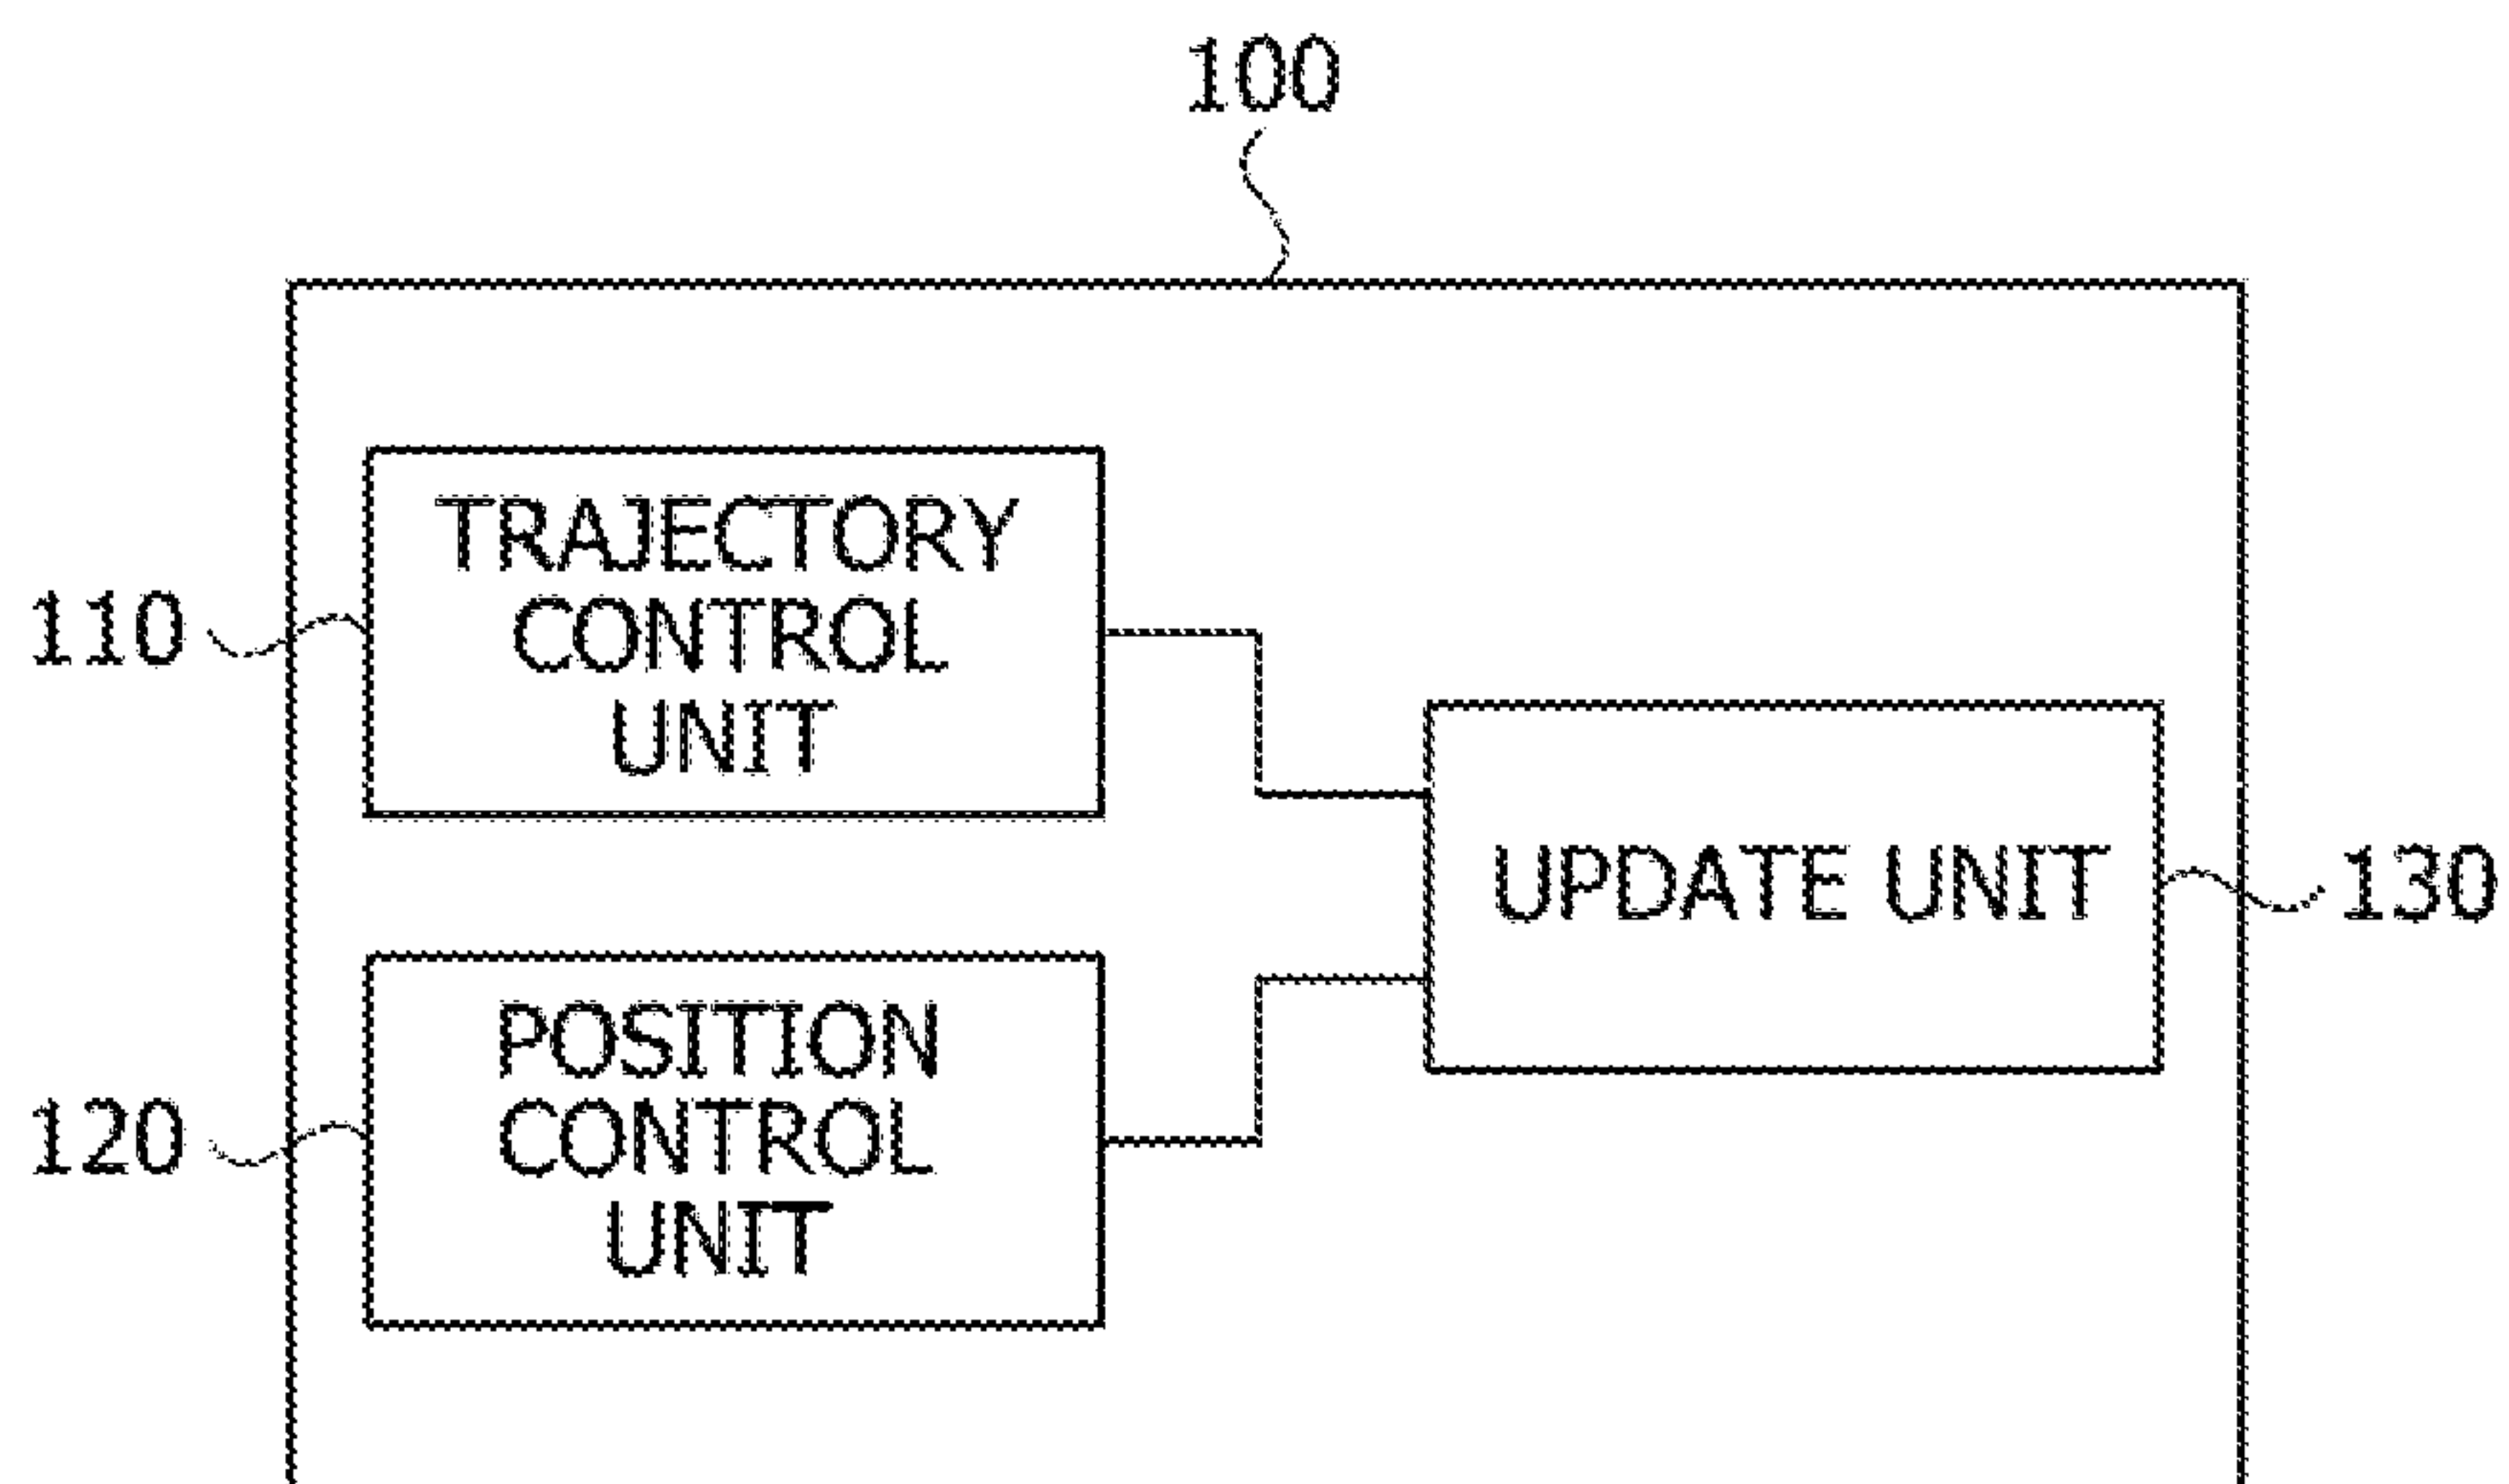 100
110
TRAJECTORY
CONTROL
UNIT
UPDATE UNIT
130
120
POSITION
CONTROL
UNIT